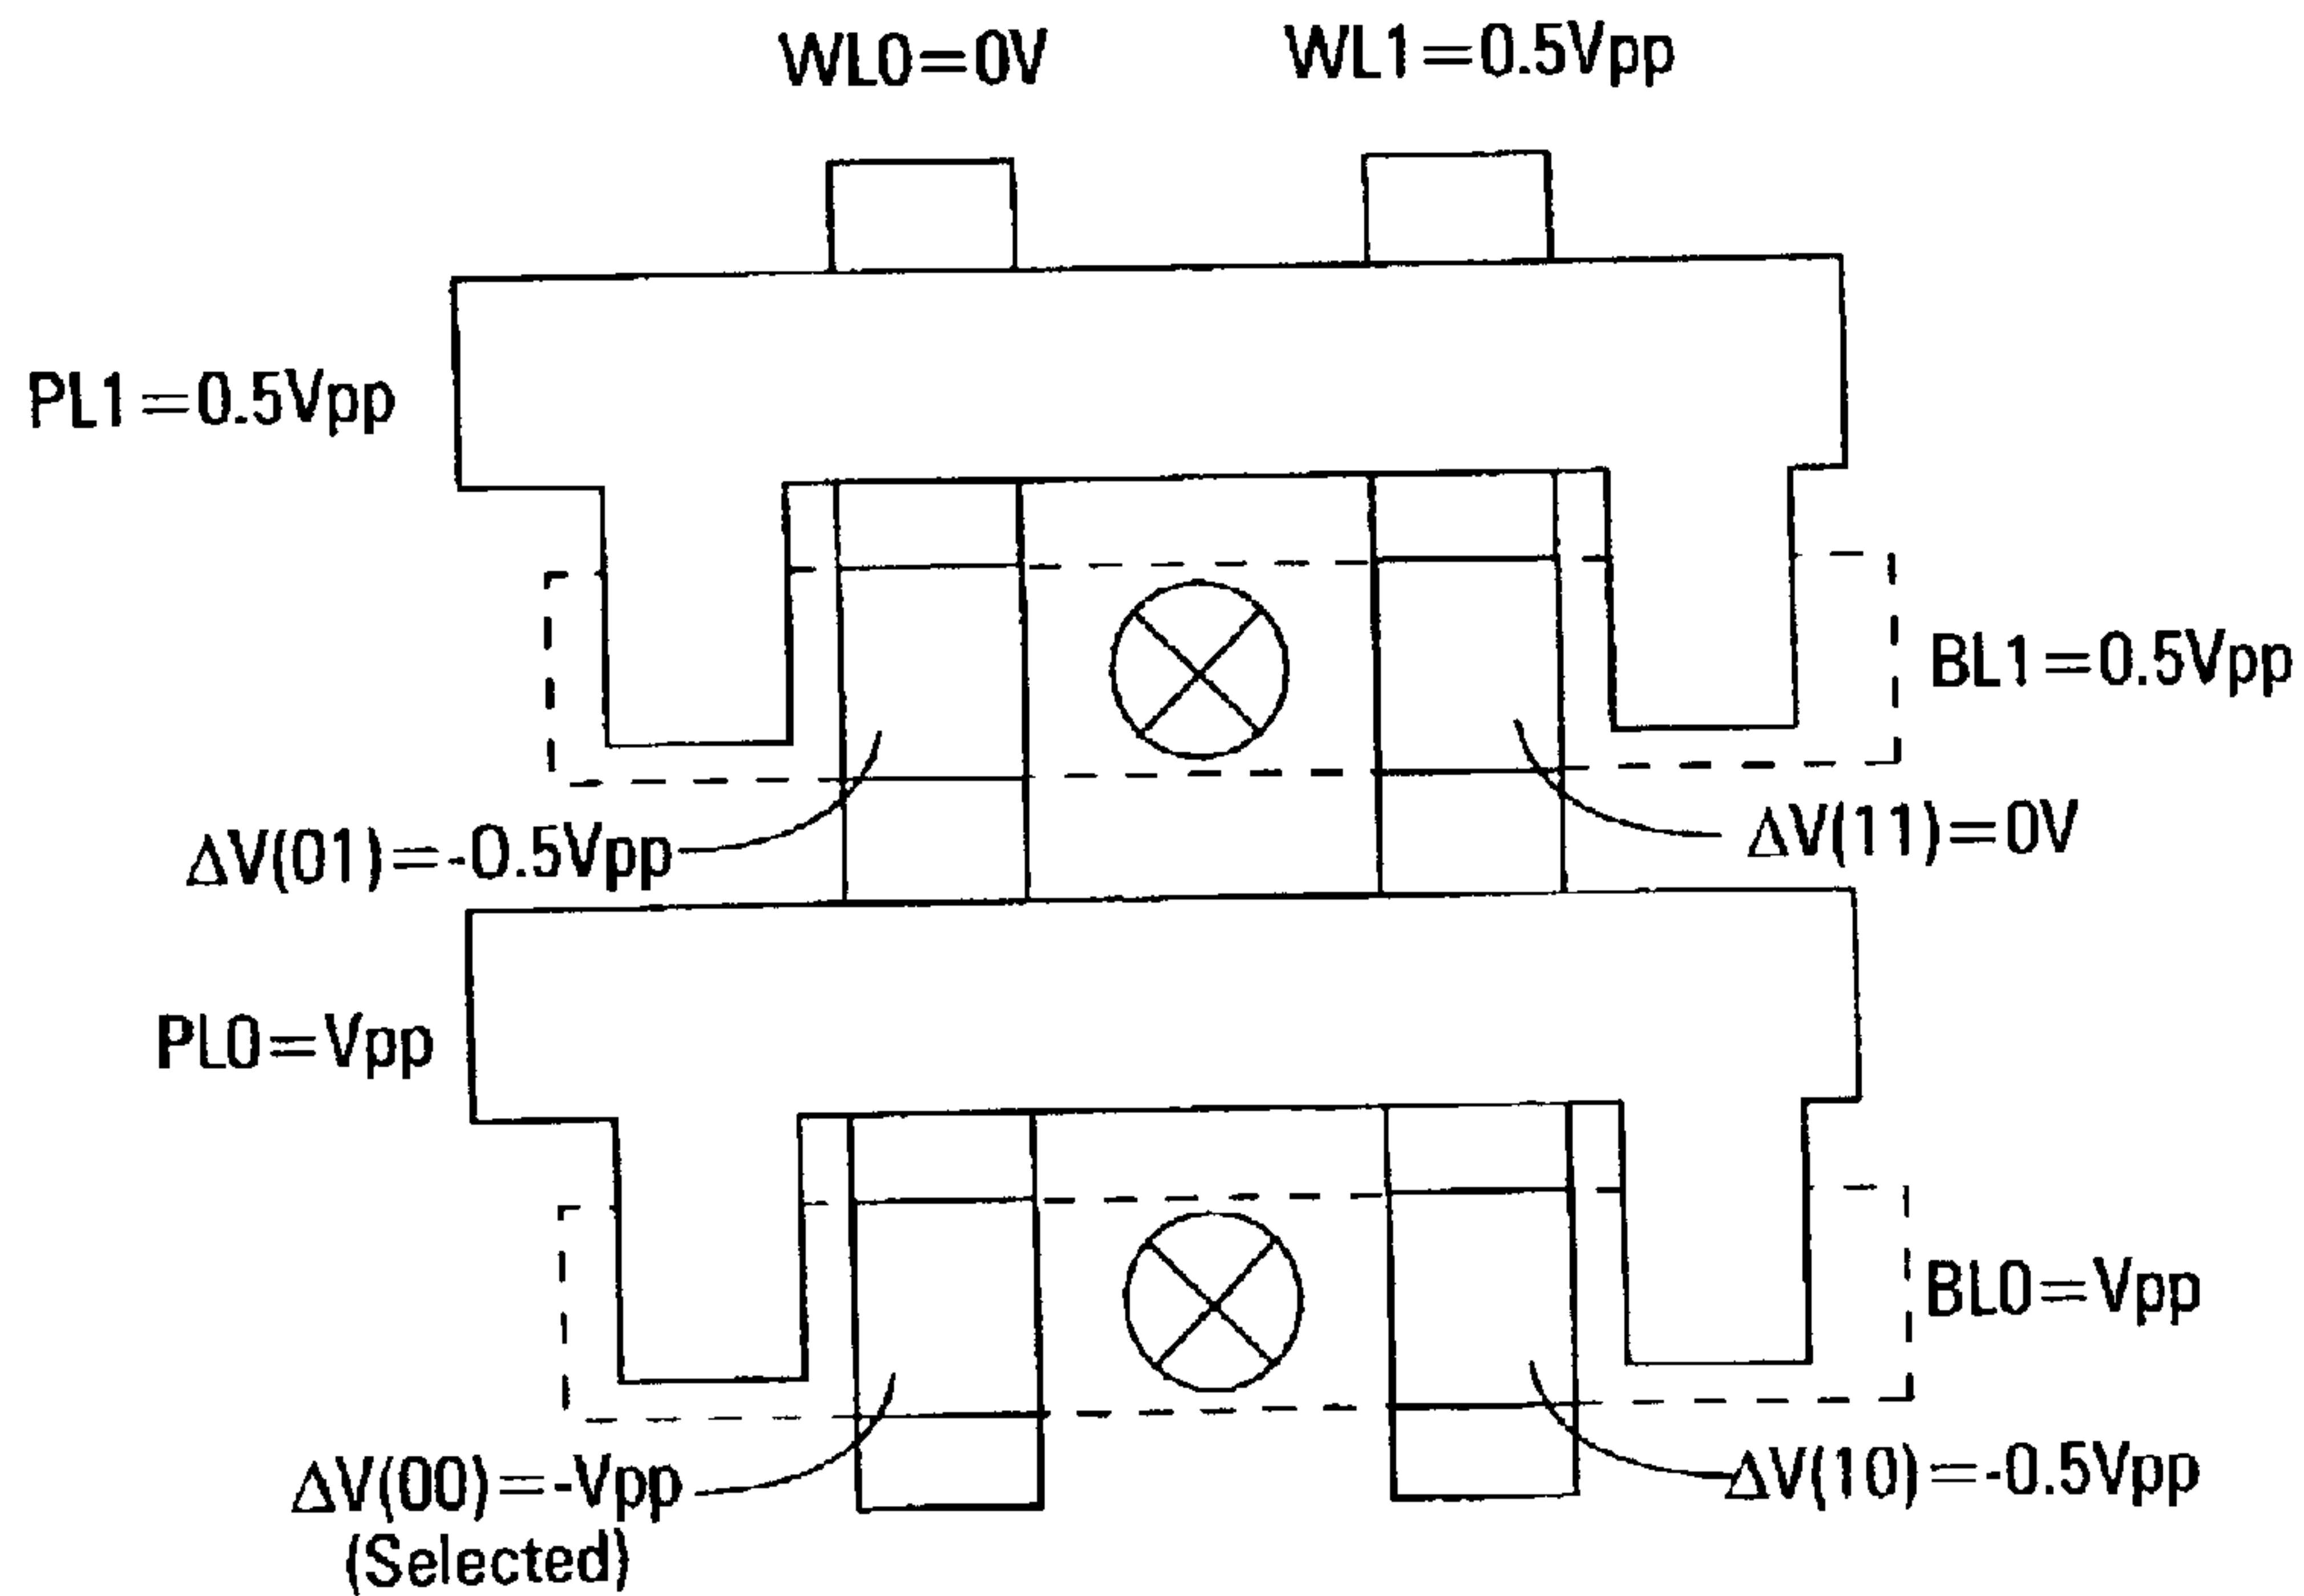 WL0=0V
WL1=0.5Vpp
PL1=0.5Vpp
BL1=0.5Vpp
ΔV(01)=-0.5Vpp
ΔV(11)=0V
PL0=Vpp
BL0=Vpp
ΔV(00)=-Vpp
(Selected)
ΔV(10)=-0.5Vpp